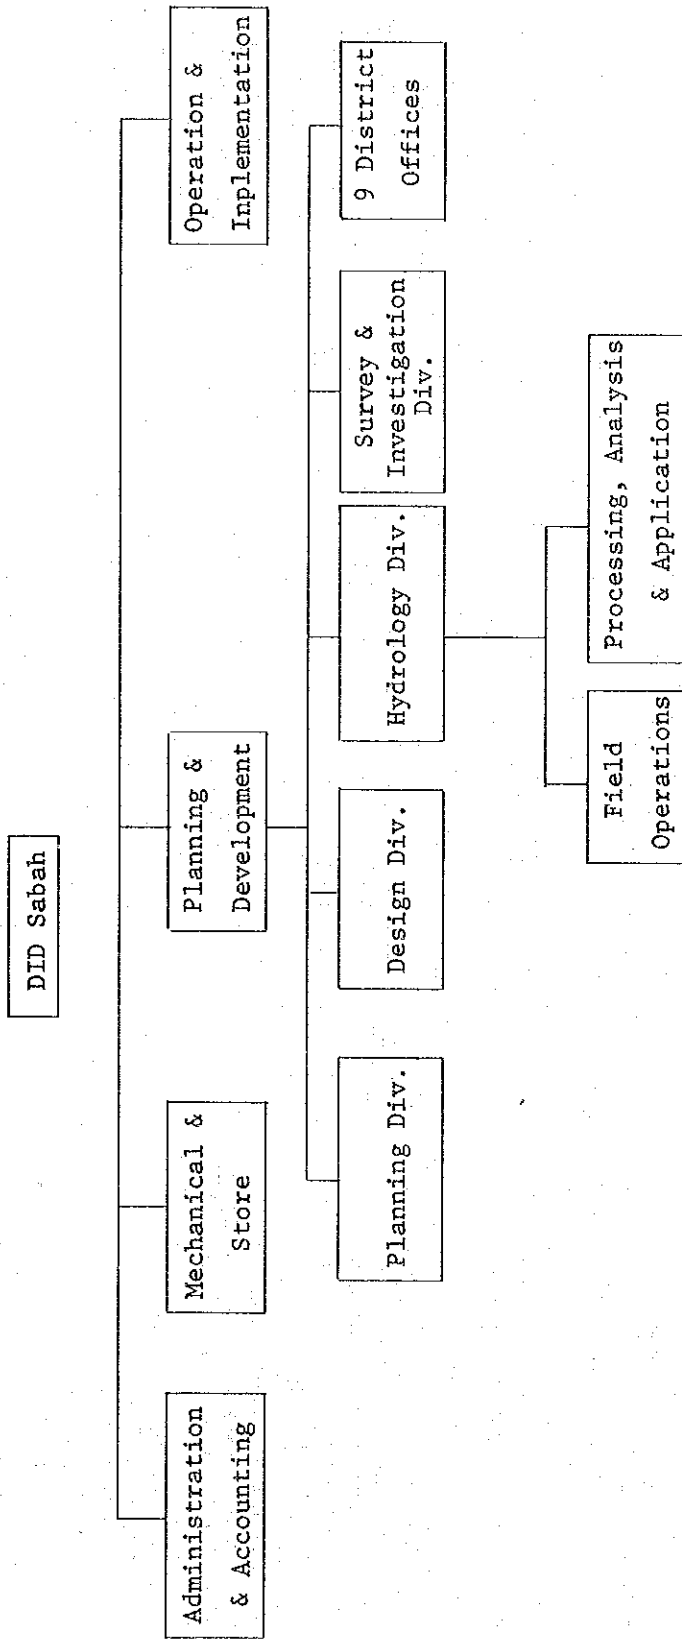 DID Sabah
Administration
& Accounting
Mechanical &
Store
Planning &
Development
Operation &
Inplementation
Planning Div.
Design Div.
Hydrology Div.
Survey &
Investigation
Div.
9 District
Offices
Field
Operations
Processing, Analysis
& Application